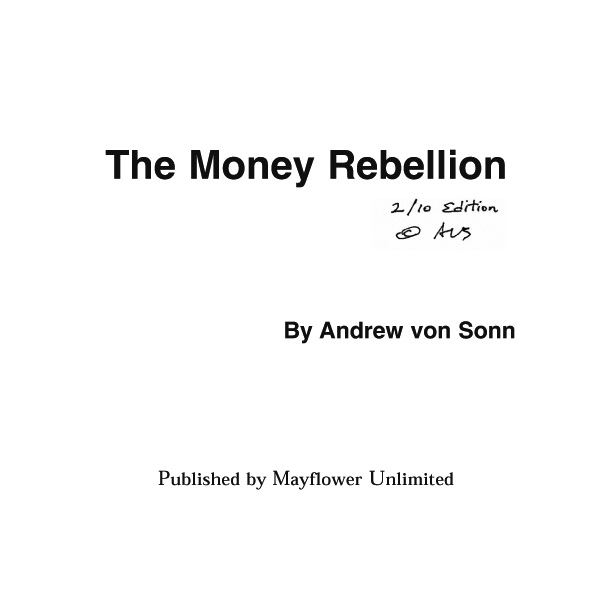 The Money Rebellion
2/10 Edition
© AVS
By Andrew von Sonn
Published by Mayflower Unlimited